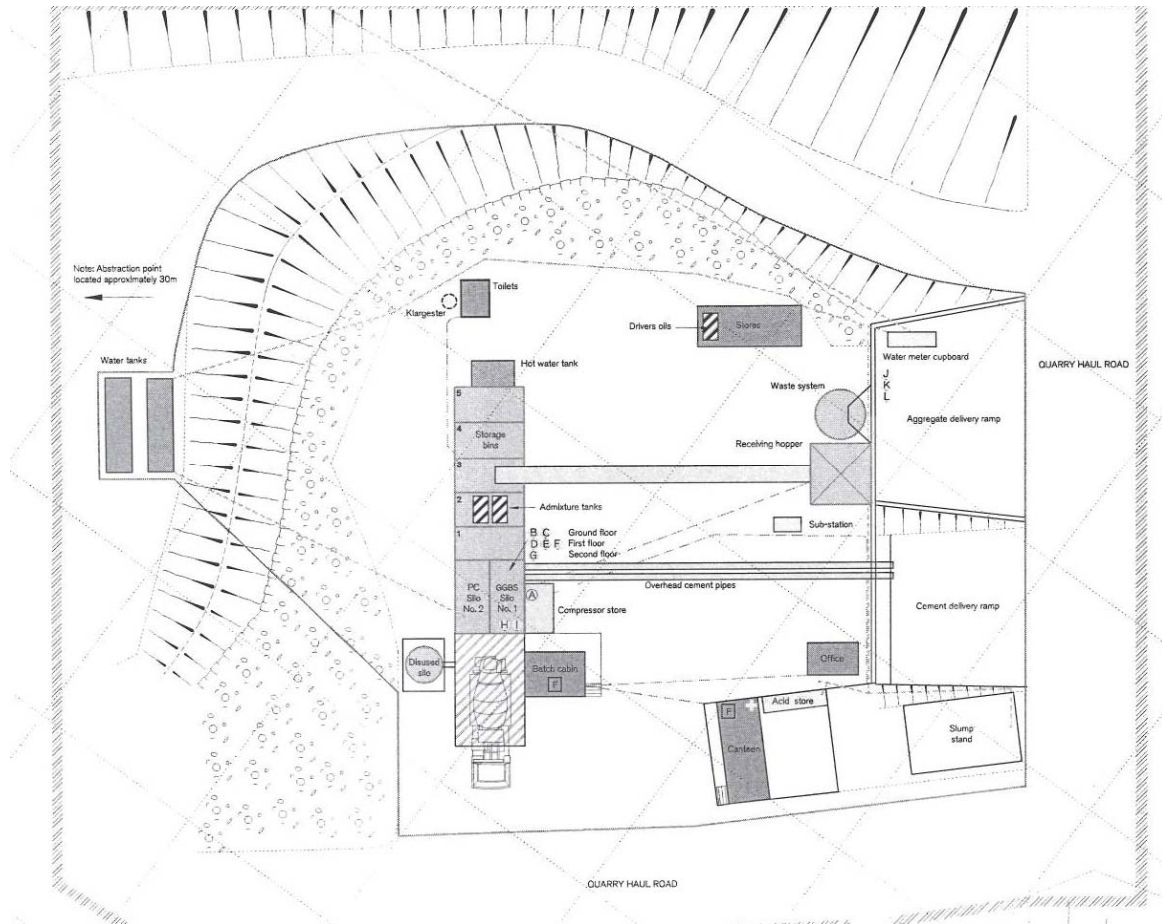 Note: Abstraction point
located approximately 30m
Toilets
Klargester
Drivers oils
Stores
Water tanks
Water meter cupboard
J
K
L
QUARRY HAUL ROAD
Hot water tank
Waste system
Aggregate delivery ramp
5
4
Storage
bins
Receiving hopper
3
2
Admixture tanks
Sub-station
1
B C Ground floor
D E F First floor
G Second floor
Overhead cement pipes
PC
Silo
No. 2
GGBS
Silo
No. 1
H I
A
Compressor store
Cement delivery ramp
Disused
silo
Batch cabin
F
Office
F
Acid store
Canteen
Slump
stand
QUARRY HAUL ROAD